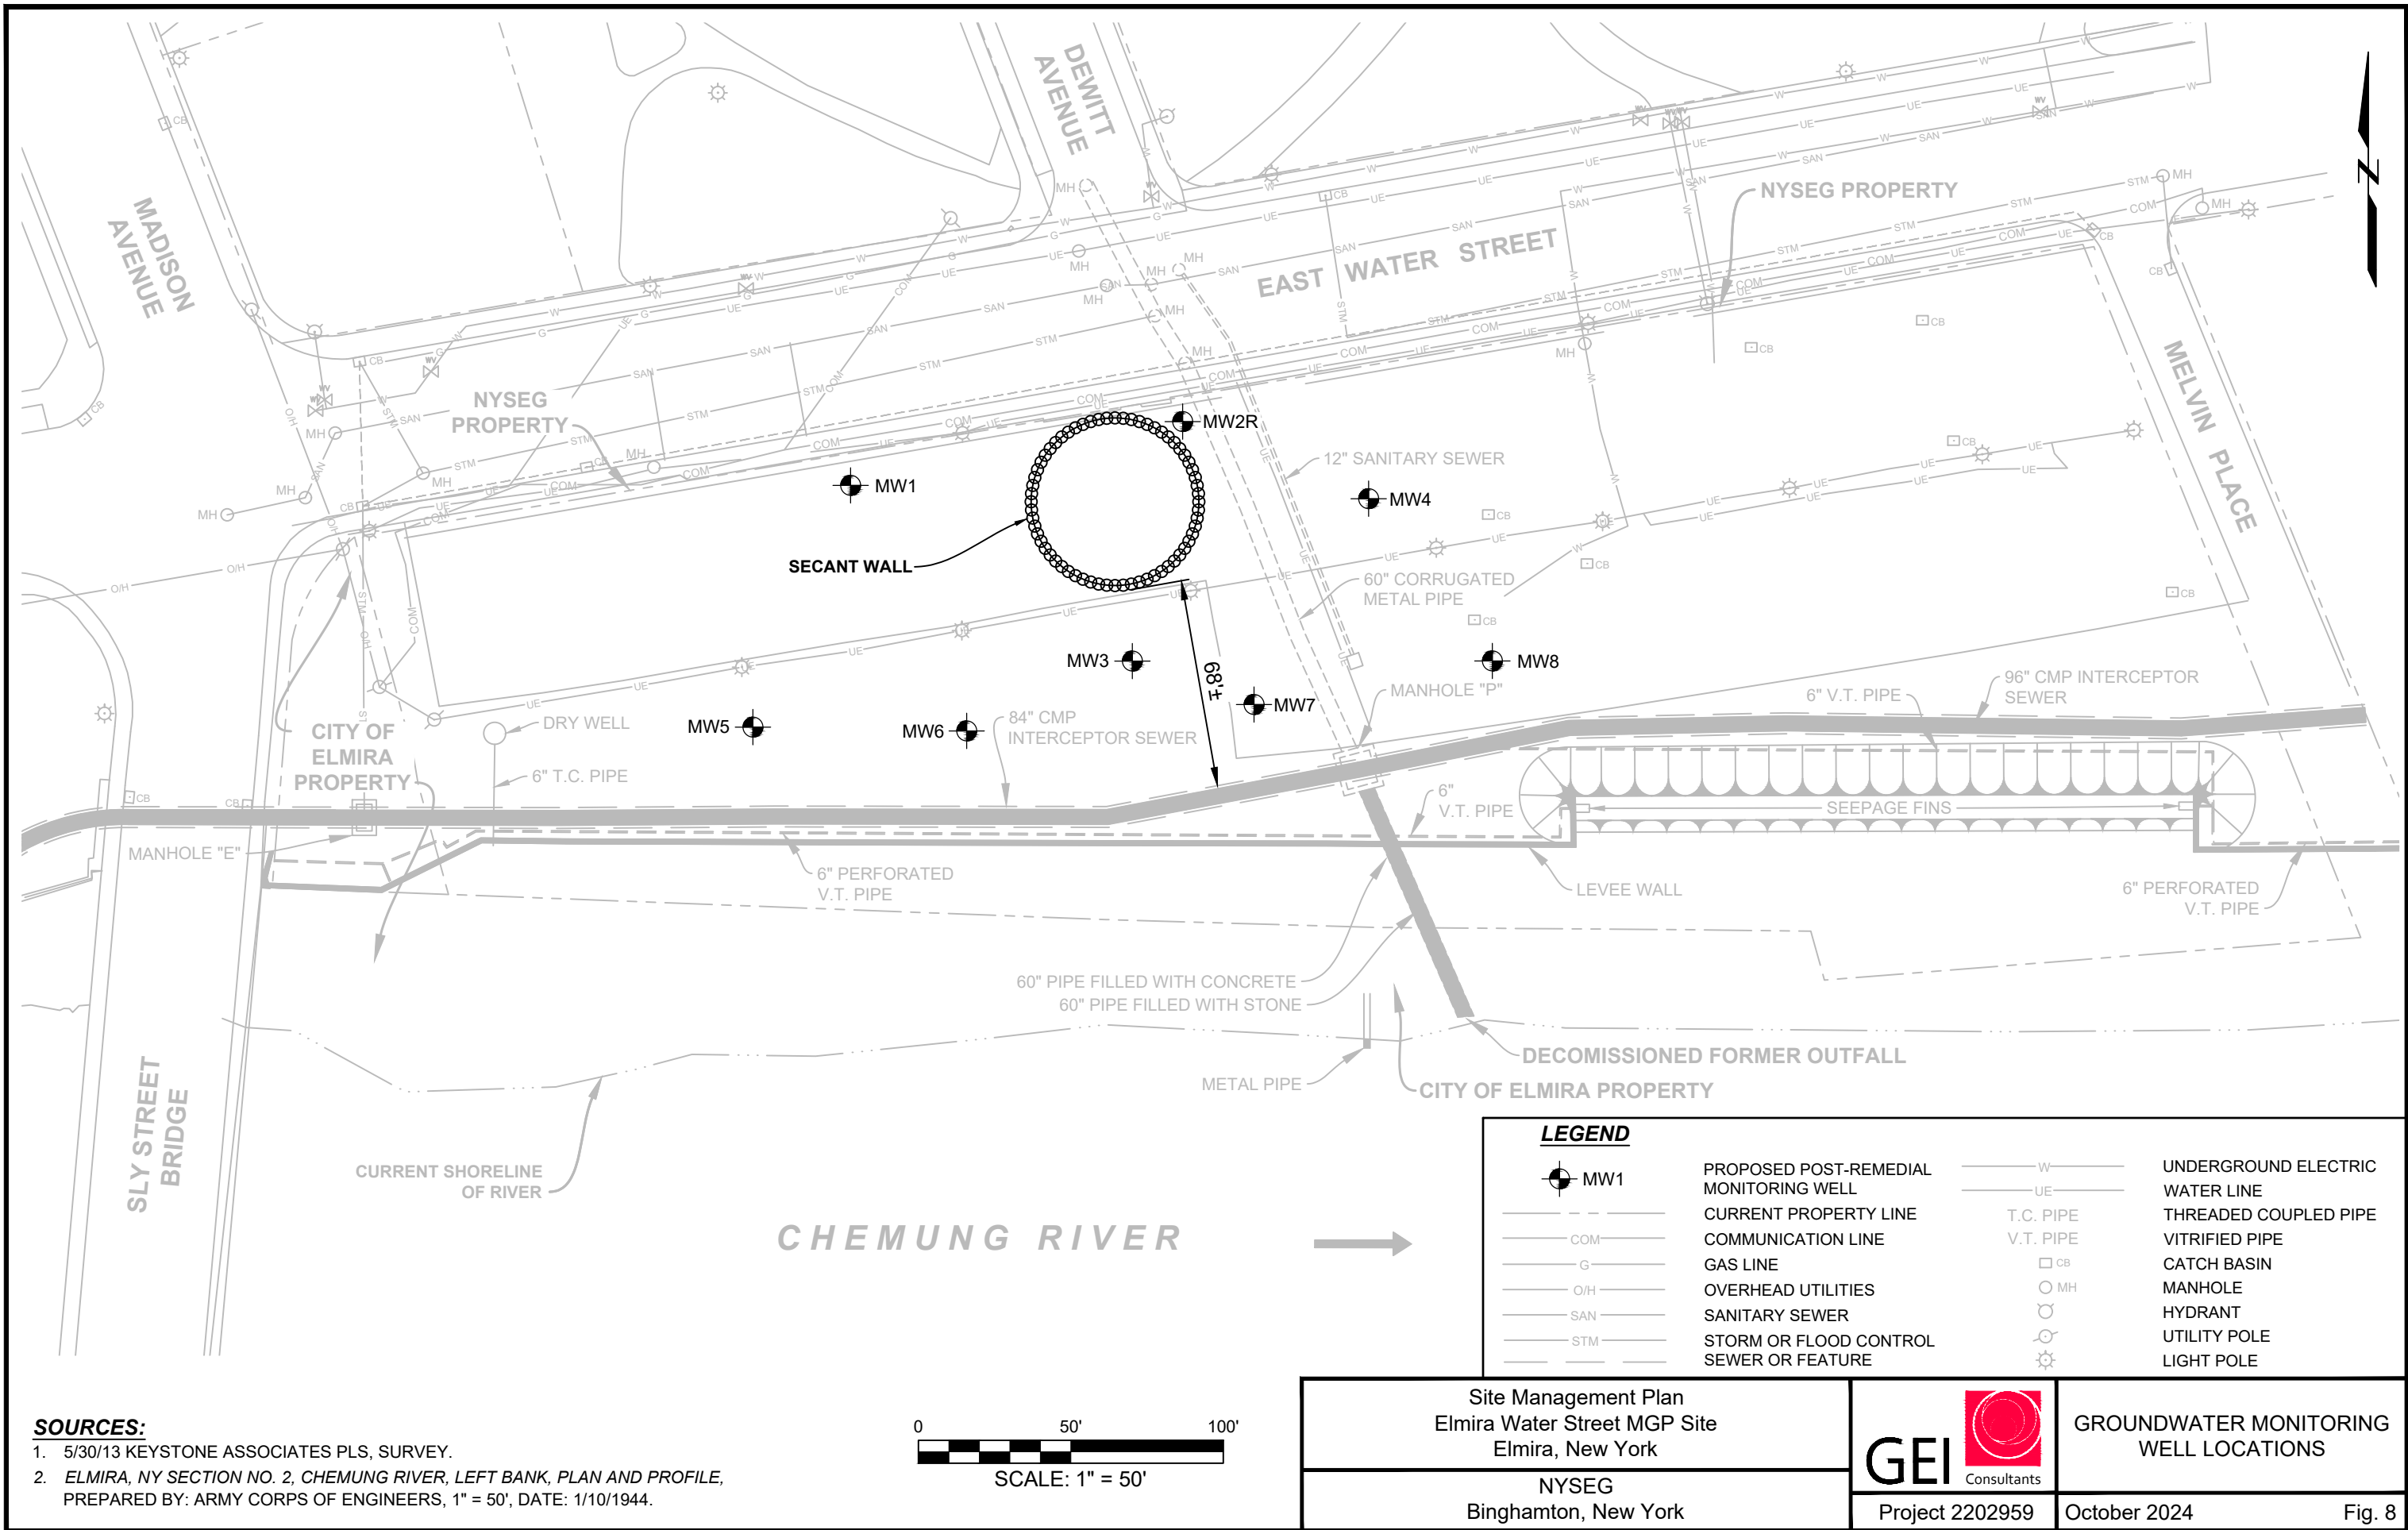 MADISON
AVENUE
DEWITT
AVENUE
EAST WATER STREET
NYSEG PROPERTY
MELVIN PLACE
NYSEG
PROPERTY
MW2R
MW1
12" SANITARY SEWER
MW4
SECANT WALL
60" CORRUGATED
METAL PIPE
MW3
68'±
MW8
MANHOLE "P"
MW7
96" CMP INTERCEPTOR
SEWER
6" V.T. PIPE
CITY OF
ELMIRA
PROPERTY
DRY WELL
MW5
MW6
84" CMP
INTERCEPTOR SEWER
6" T.C. PIPE
6"
V.T. PIPE
SEEPAGE FINS
MANHOLE "E"
6" PERFORATED
V.T. PIPE
LEVEE WALL
6" PERFORATED
V.T. PIPE
60" PIPE FILLED WITH CONCRETE
60" PIPE FILLED WITH STONE
DECOMISSIONED FORMER OUTFALL
METAL PIPE
CITY OF ELMIRA PROPERTY
SLY STREET
BRIDGE
CURRENT SHORELINE
OF RIVER
CHEMUNG RIVER
N
LEGEND
MW1
PROPOSED POST-REMEDIAL
MONITORING WELL
CURRENT PROPERTY LINE
COM
COMMUNICATION LINE
G
GAS LINE
O/H
OVERHEAD UTILITIES
SAN
SANITARY SEWER
STM
STORM OR FLOOD CONTROL
SEWER OR FEATURE
W
UNDERGROUND ELECTRIC
UE
WATER LINE
T.C. PIPE
THREADED COUPLED PIPE
V.T. PIPE
VITRIFIED PIPE
CB
CATCH BASIN
MH
MANHOLE
HYDRANT
UTILITY POLE
LIGHT POLE
SOURCES:
1. 5/30/13 KEYSTONE ASSOCIATES PLS, SURVEY.
2. ELMIRA, NY SECTION NO. 2, CHEMUNG RIVER, LEFT BANK, PLAN AND PROFILE,
PREPARED BY: ARMY CORPS OF ENGINEERS, 1" = 50', DATE: 1/10/1944.
0 50' 100'
SCALE: 1" = 50'
Site Management Plan
Elmira Water Street MGP Site
Elmira, New York
NYSEG
Binghamton, New York
GEI
Consultants
Project 2202959
GROUNDWATER MONITORING
WELL LOCATIONS
October 2024
Fig. 8